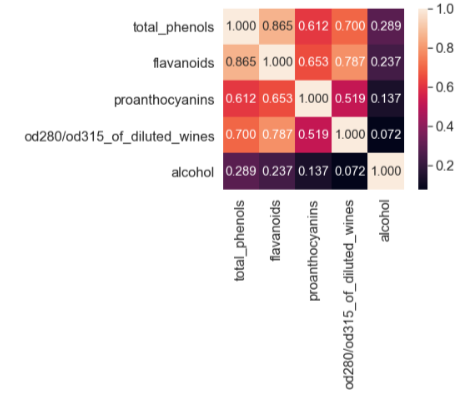 total_phenols 1.000 0.865 0.612 0.700 0.289
flavanoids 0.865 1.000 0.653 0.787 0.237
proanthocyanins 0.612 0.653 1.000 0.519 0.137
od280/od315_of_diluted_wines 0.700 0.787 0.519 1.000 0.072
alcohol 0.289 0.237 0.137 0.072 1.000
total_phenols
flavanoids
proanthocyanins
od280/od315_of_diluted_wines
alcohol
1.0
0.8
0.6
0.4
0.2